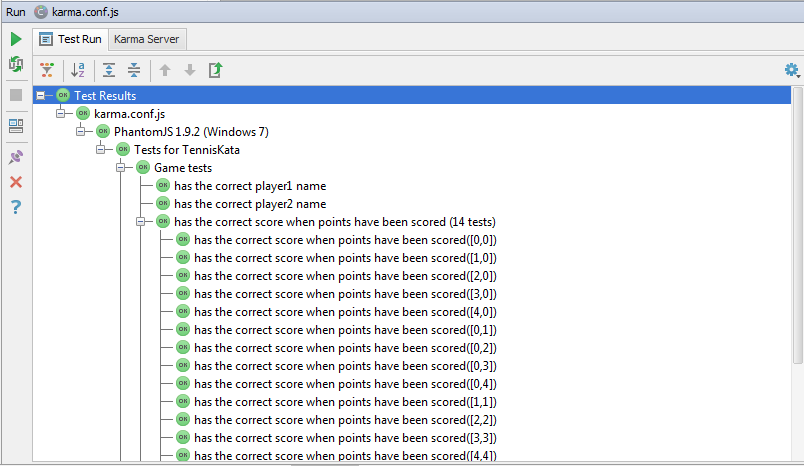 Run karma.conf.js
Test Run Karma Server
Test Results
OK karma.conf.js
OK PhantomJS 1.9.2 (Windows 7)
OK Tests for TennisKata
OK Game tests
OK has the correct player1 name
OK has the correct player2 name
OK has the correct score when points have been scored (14 tests)
OK has the correct score when points have been scored([0,0])
OK has the correct score when points have been scored([1,0])
OK has the correct score when points have been scored([2,0])
OK has the correct score when points have been scored([3,0])
OK has the correct score when points have been scored([4,0])
OK has the correct score when points have been scored([0,1])
OK has the correct score when points have been scored([0,2])
OK has the correct score when points have been scored([0,3])
OK has the correct score when points have been scored([0,4])
OK has the correct score when points have been scored([1,1])
OK has the correct score when points have been scored([2,2])
OK has the correct score when points have been scored([3,3])
OK has the correct score when points have been scored([4,4])